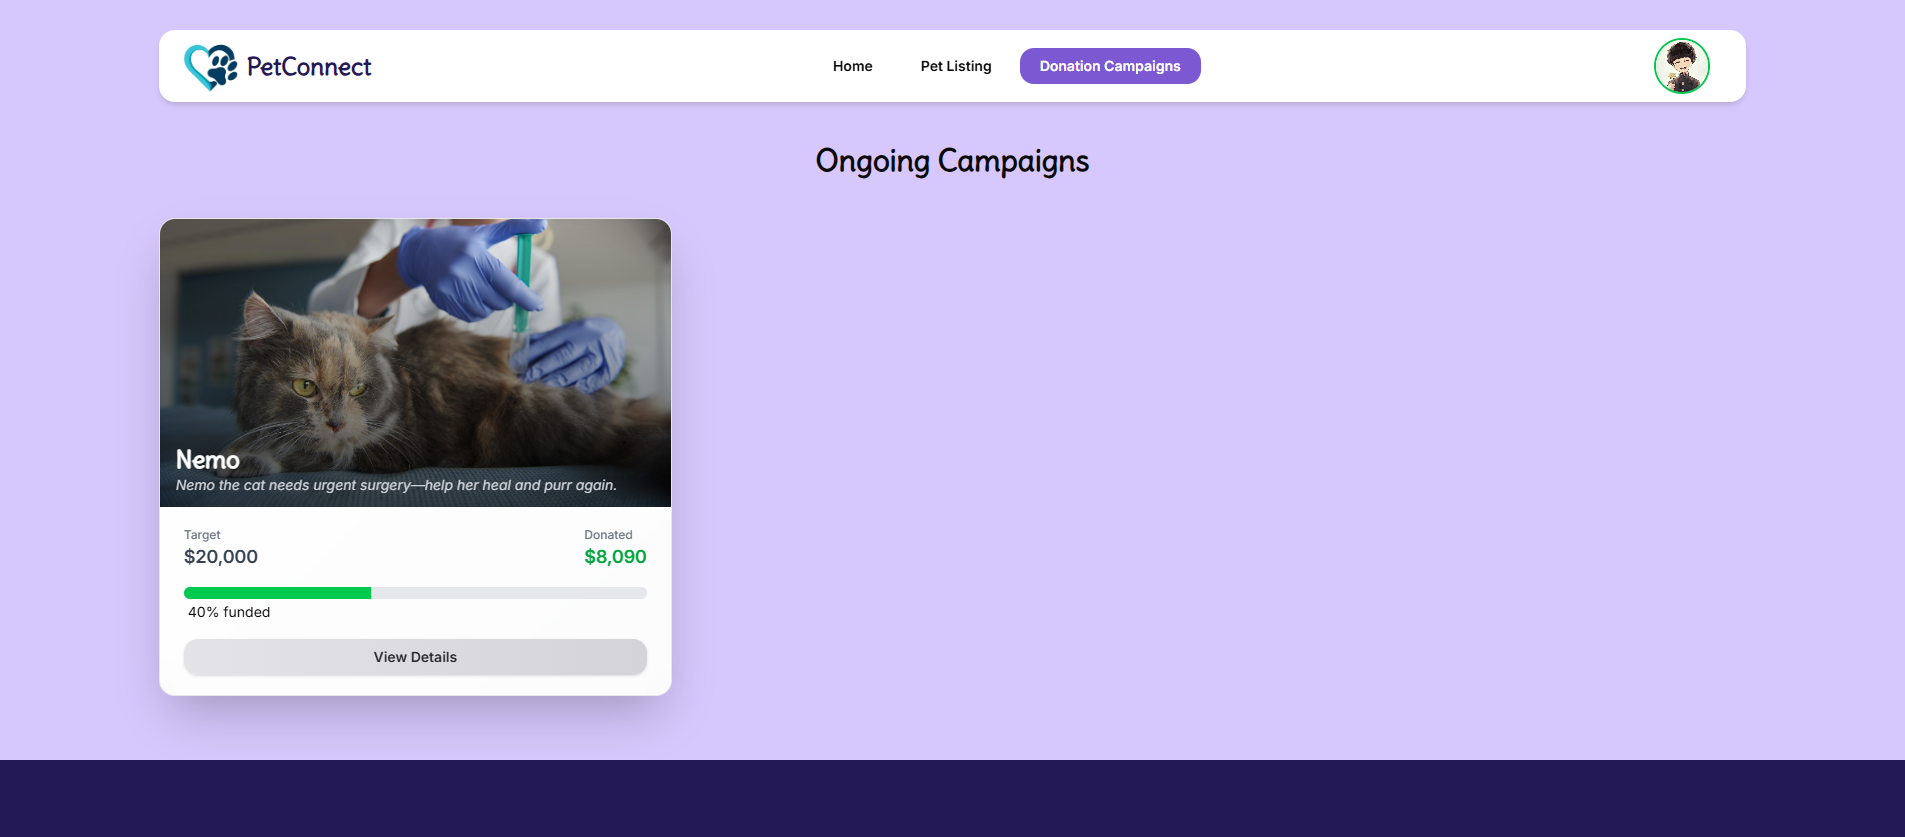 PetConnect
Home
Pet Listing
Donation Campaigns
Ongoing Campaigns
Nemo
Nemo the cat needs urgent surgery—help her heal and purr again.
Target
Donated
$20,000
$8,090
40% funded
View Details